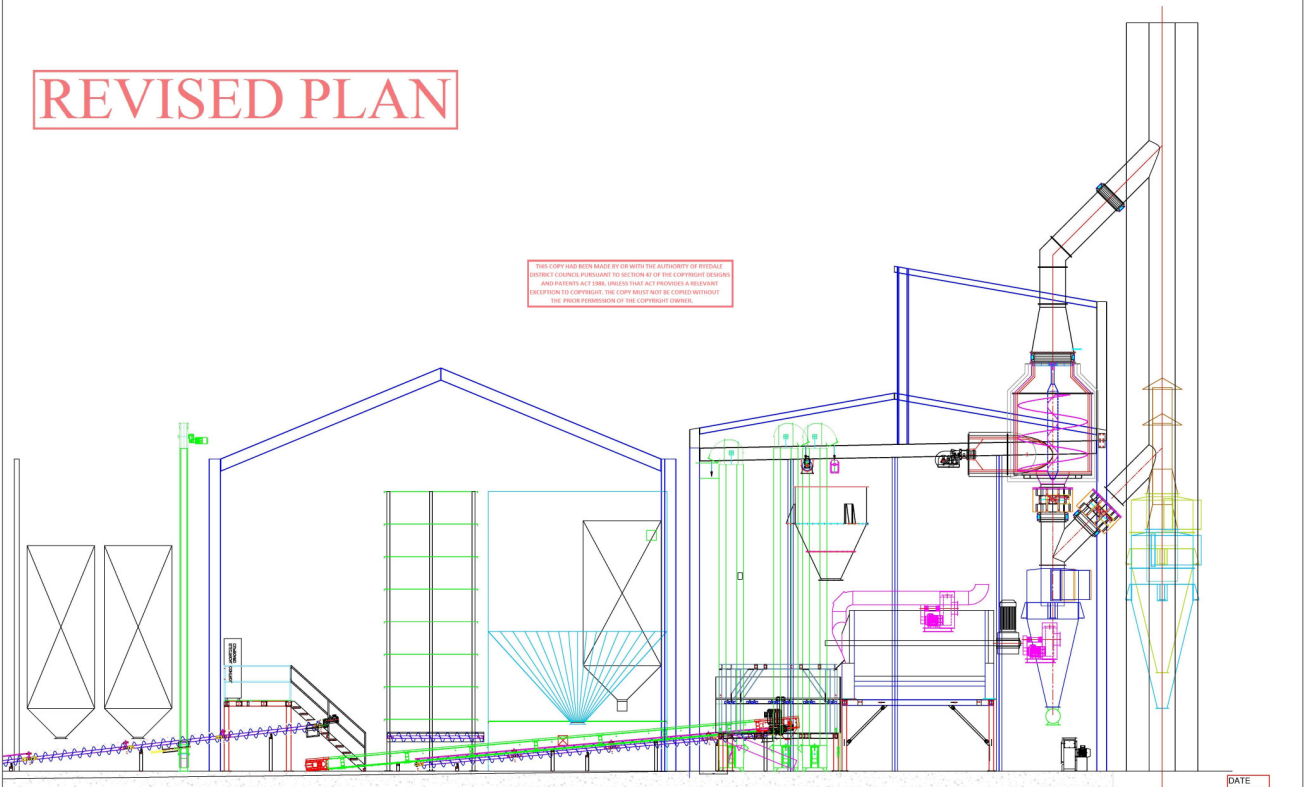 REVISED PLAN
THIS COPY HAD BEEN MADE BY OR WITH THE AUTHORITY OF RYEDALE
DISTRICT COUNCIL PURSUANT TO SECTION 47 OF THE COPYRIGHT DESIGNS
AND PATENTS ACT 1988. UNLESS THAT ACT PROVIDES A RELEVANT
EXCEPTION TO COPYRIGHT. THE COPY MUST NOT BE COPIED WITHOUT
THE PRIOR PERMISSION OF THE COPYRIGHT OWNER.
DATE